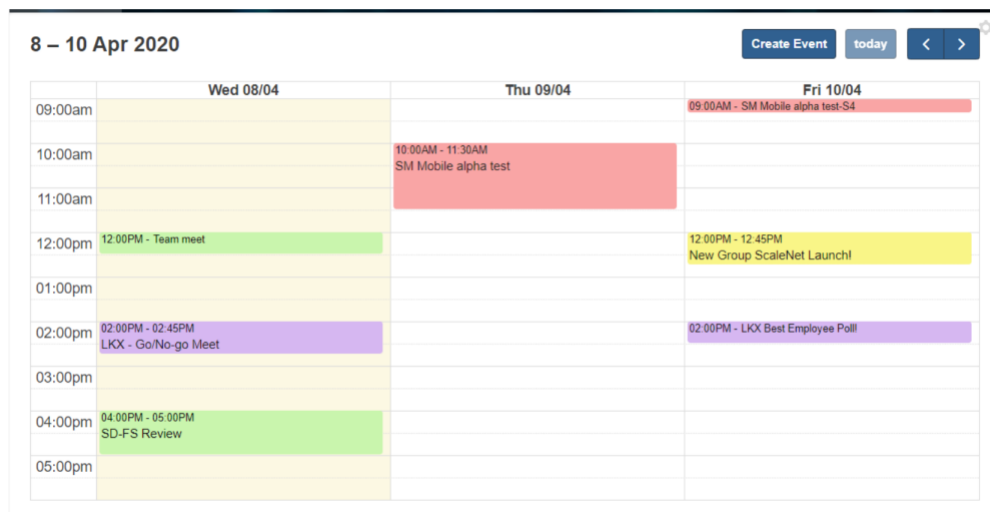 8 – 10 Apr 2020
Create Event
today
Wed 08/04
Thu 09/04
Fri 10/04
09:00am
09:00AM - SM Mobile alpha test-S4
10:00am
10:00AM - 11:30AM
SM Mobile alpha test
11:00am
12:00pm
12:00PM - Team meet
12:00PM - 12:45PM
New Group ScaleNet Launch!
01:00pm
02:00pm
02:00PM - 02:45PM
LKX - Go/No-go Meet
02:00PM - LKX Best Employee Poll!
03:00pm
04:00pm
04:00PM - 05:00PM
SD-FS Review
05:00pm